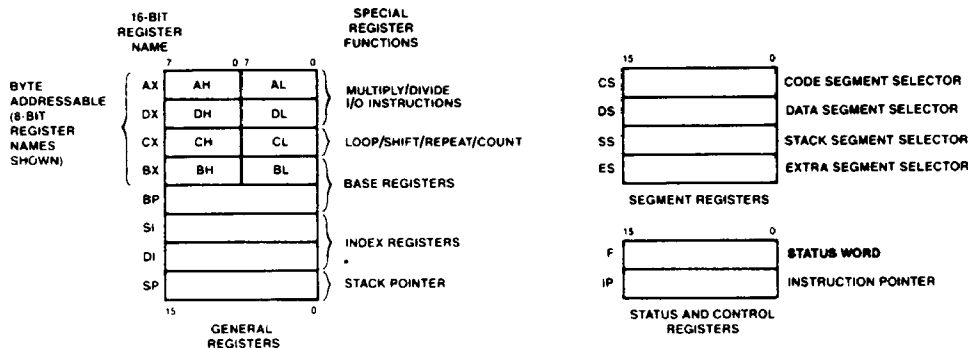 16-BIT
REGISTER
NAME
SPECIAL
REGISTER
FUNCTIONS
7 0 7 0
BYTE
ADDRESSABLE
(8-BIT
REGISTER
NAMES
SHOWN)
AX AH AL
DX DH DL
CX CH CL
BX BH BL
BP
SI
DI
SP
15 0
MULTIPLY/DIVIDE
I/O INSTRUCTIONS
LOOP/SHIFT/REPEAT/COUNT
BASE REGISTERS
INDEX REGISTERS
STACK POINTER
GENERAL
REGISTERS
15 0
CS CODE SEGMENT SELECTOR
DS DATA SEGMENT SELECTOR
SS STACK SEGMENT SELECTOR
ES EXTRA SEGMENT SELECTOR
SEGMENT REGISTERS
15 0
F STATUS WORD
IP INSTRUCTION POINTER
STATUS AND CONTROL
REGISTERS